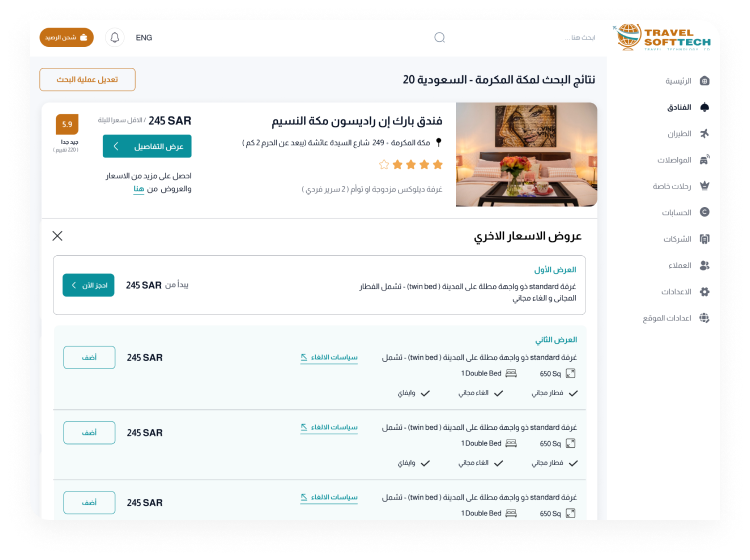 TRAVEL
SOFTTECH
ابحث هنا ...
ENG
شحن الرصيد
الرئيسية
الفنادق
الطيران
المواصلات
رحلات خاصة
الحسابات
الشركات
العملاء
الاعدادات
اعدادات الموقع
نتائج البحث لمكة المكرمة - السعودية 20
تعديل عملية البحث
فندق بارك إن راديسون مكة النسيم
مكة المكرمة - 249 شارع السيدة عائشة (يبعد عن الحرم 2 كم )
غرفة ديلوكس مزدوجة او توأم ( 2 سرير فردي )
245 SAR / الاقل سعرا لليلة
عرض التفاصيل
احصل على مزيد من الاسعار
والعروض من هنا
5.9
جيد جدا
( 220 تقييم )
عروض الاسعار الاخري
العرض الأول
غرفة standard ذو واجهة مطلة على المدينة ( twin bed) - تشمل الفطار
المجانى و الغاء مجاني
يبدأ من 245 SAR
احجز الآن
العرض الثاني
غرفة standard ذو واجهة مطلة على المدينة ( twin bed) - تشمل
سياسات الالغاء
245 SAR
أضف
650 Sq
1 Double Bed
فطار مجاني
الغاء مجاني
وايفاي
غرفة standard ذو واجهة مطلة على المدينة ( twin bed) - تشمل
سياسات الالغاء
245 SAR
أضف
650 Sq
1 Double Bed
فطار مجاني
الغاء مجاني
وايفاي
غرفة standard ذو واجهة مطلة على المدينة ( twin bed) - تشمل
سياسات الالغاء
245 SAR
أضف
650 Sq
1 Double Bed